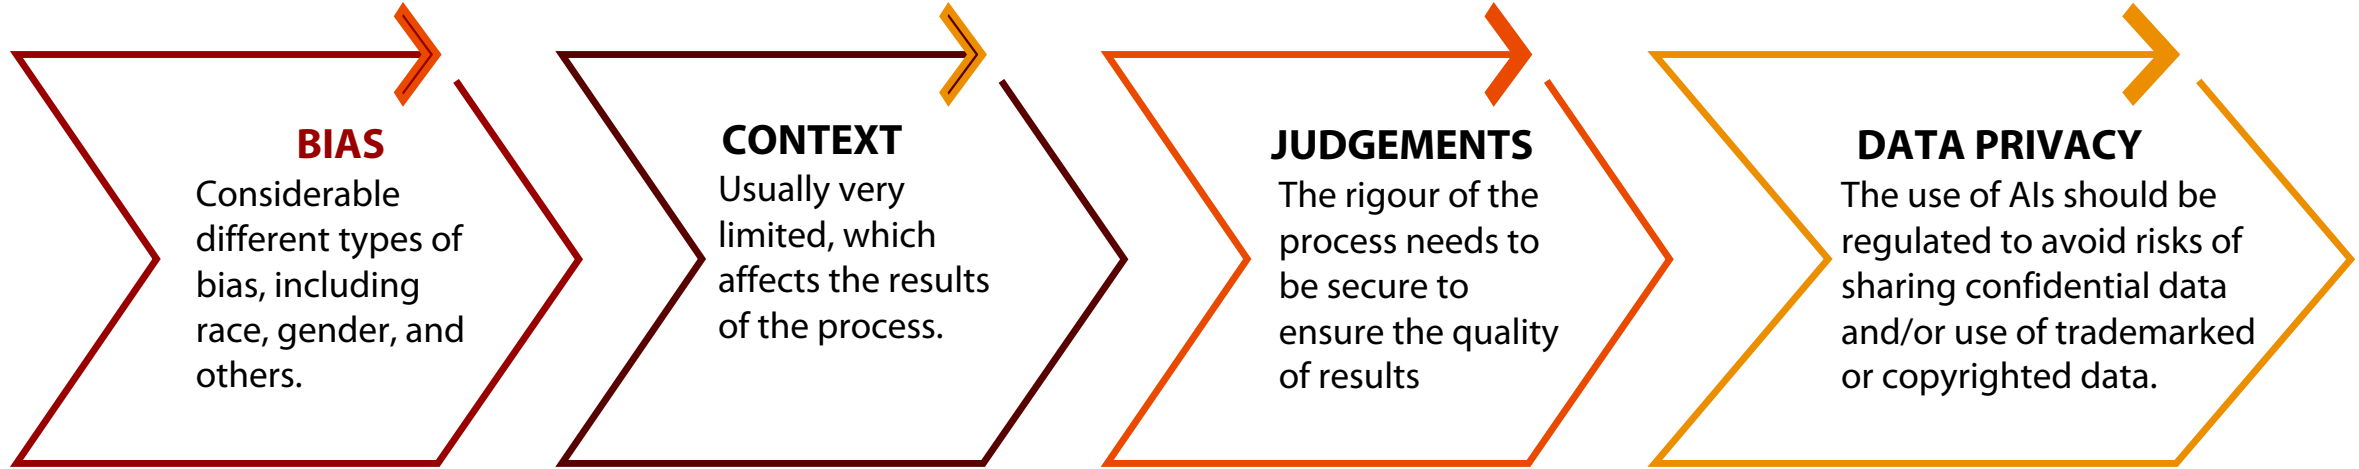 BIAS
Considerable
different types of
bias, including
race, gender, and
others.
CONTEXT
Usually very
limited, which
affects the results
of the process.
JUDGEMENTS
The rigour of the
process needs to
be secure to
ensure the quality
of results
DATA PRIVACY
The use of AIs should be
regulated to avoid risks of
sharing confidential data
and/or use of trademarked
or copyrighted data.